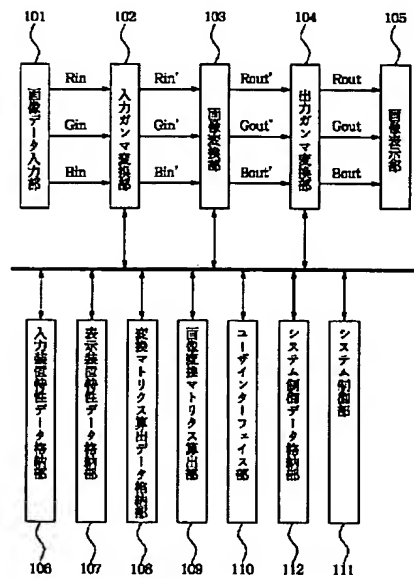 101
102
103
104
105
画像データ入力部
Rin
Gin
Bin
入力ガンマ変換部
Rin'
Gin'
Bin'
画像変換部
Rout'
Gout'
Bout'
出力ガンマ変換部
Rout
Gout
Bout
画像表示部
入力装置特性データ格納部
表示装置特性データ格納部
変換マトリクス算出データ格納部
画像変換マトリクス算出部
ユーザインターフェイス部
システム制御データ格納部
システム制御部
106
107
108
109
110
112
111